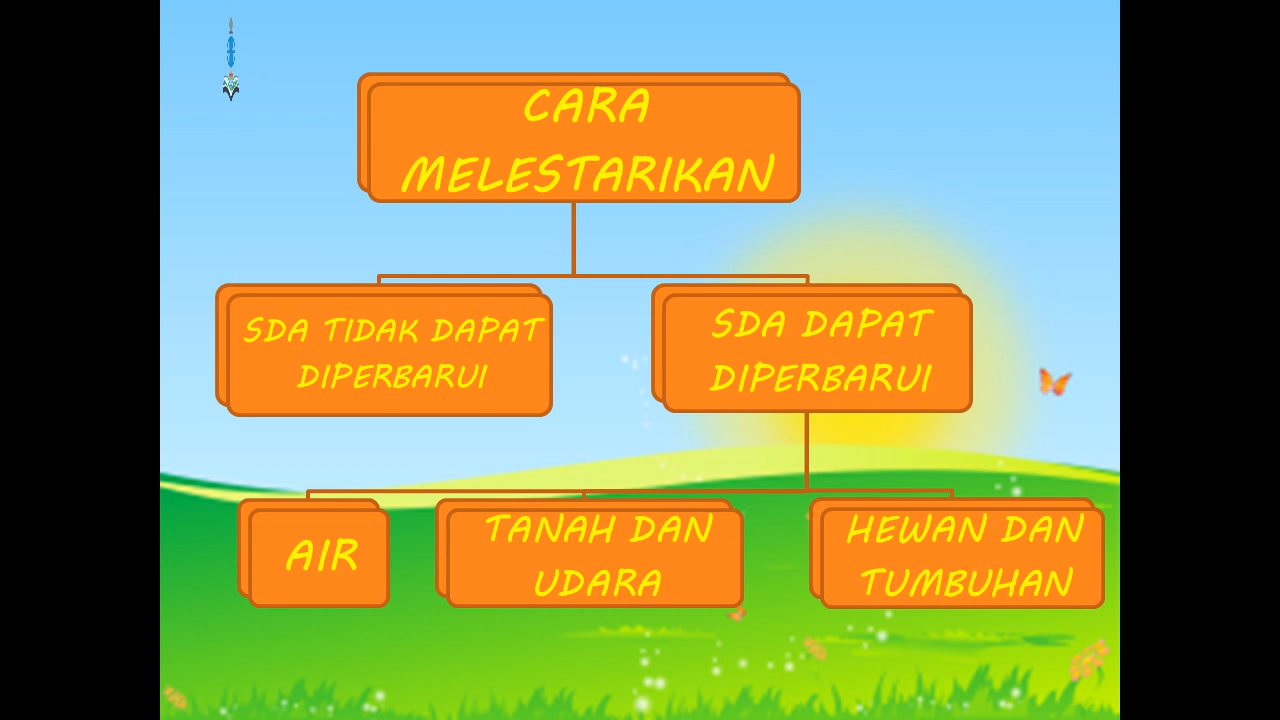 CARA
MELESTARIKAN
SDA TIDAK DAPAT
DIPERBARUI
SDA DAPAT
DIPERBARUI
AIR
TANAH DAN
UDARA
HEWAN DAN
TUMBUHAN